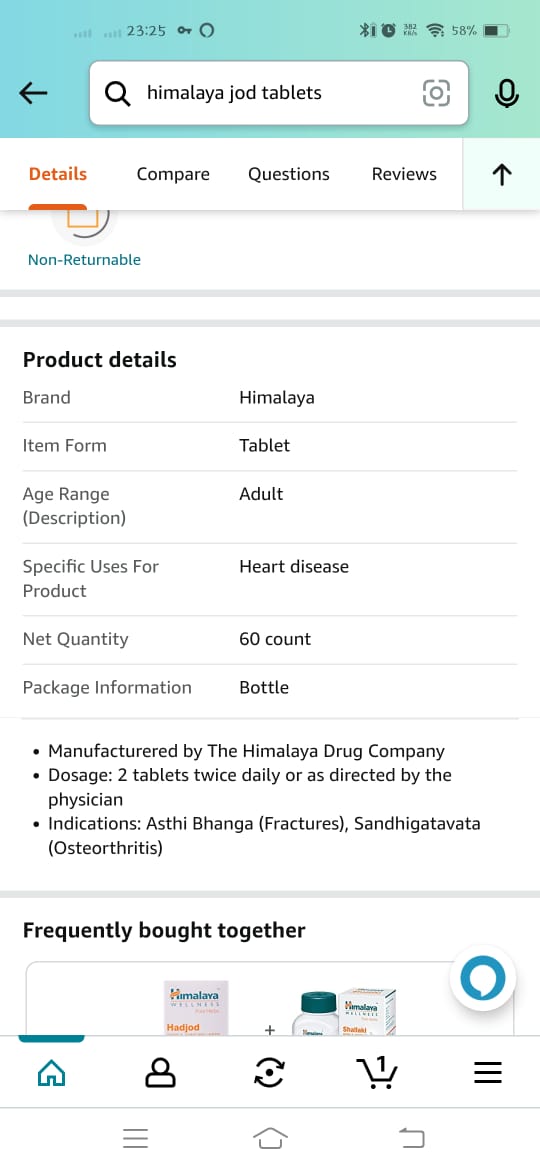 23:25
382
KB/s
58%
himalaya jod tablets
Details
Compare
Questions
Reviews
Non-Returnable
Product details
Brand Himalaya
Item Form Tablet
Age Range Adult
(Description)
Specific Uses For Heart disease
Product
Net Quantity 60 count
Package Information Bottle
• Manufacturered by The Himalaya Drug Company
• Dosage: 2 tablets twice daily or as directed by the
physician
• Indications: Asthi Bhanga (Fractures), Sandhigatavata
(Osteorthritis)
Frequently bought together
Himalaya
WELLNESS
Hadjod
+
Himalaya
Himalaya
WELLNESS
Shallaki
1